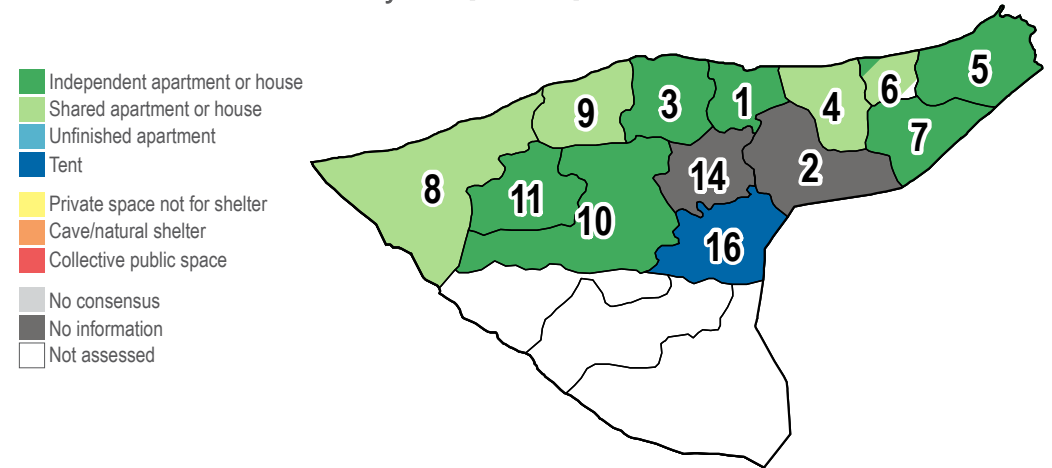 Independent apartment or house
Shared apartment or house
Unfinished apartment
Tent
Private space not for shelter
Cave/natural shelter
Collective public space
No consensus
No information
Not assessed
5
6
1
3
4
9
7
2
14
8
11
10
16